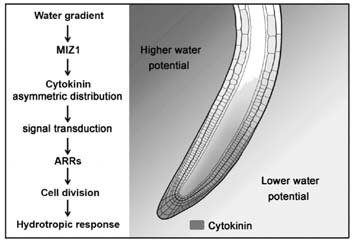 Water gradient
MIZ1
Cytokinin
asymmetric distribution
signal transduction
ARRs
Cell division
Hydrotropic response
Higher water
potential
Lower water
potential
Cytokinin